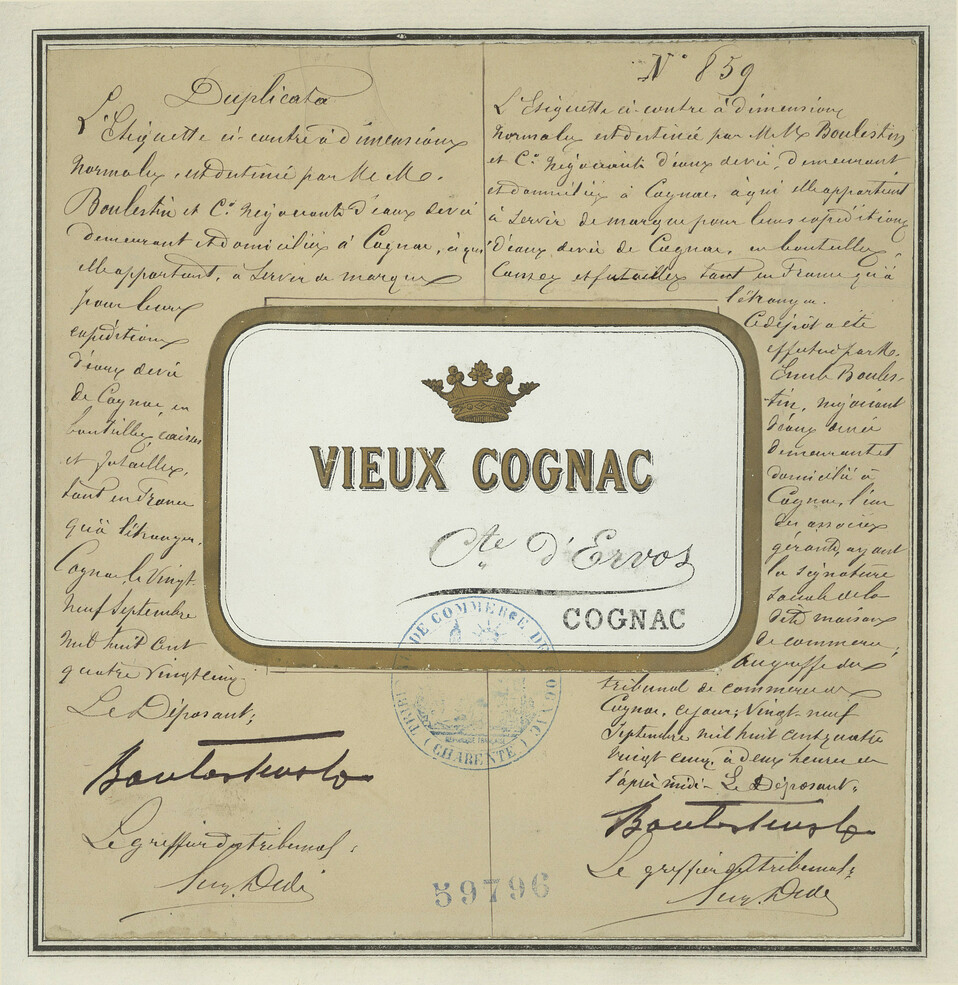 Duplicata
L'Etiquette ci contre à dimensions
Normales, est destinée par M. M.
Boulestin et Cie Négociants d'eaux de vie
demeurant et domiciliés à Cognac, à qui
elle appartient, à servir de marque
pour leurs
expéditions
d'eaux de vie
de Cognac, en
bouteilles, caisses
et futailles,
tant en France
qu'à l'étranger.
Cognac le Vingt
Neuf Septembre
Mil huit cent
quatre vingt cinq
Le Déposant,
Boulestin & Co
Le greffier du tribunal,
N° 859
L'Etiquette ci contre à dimensions
Normales est destinée par M. M. Boulestin
et Cie Négociants d'eaux de vie, demeurant
et domiciliés à Cognac, à qui elle appartient
à servir de marque pour leurs expéditions
d'eaux de vie de Cognac, en bouteilles,
Caisses et futailles tant en France qu'à
l'étranger.
Ce dépôt a été
effectué par M.
Emile Boules-
tin, négociant
d'eaux de vie
demeurant et
domicilié à
Cognac, l'un
des associés
gérants, ayant
la signature
sociale de la
dite maison
de commerce,
Au greffe du
tribunal de commerce de
Cognac, ce jour, Vingt neuf
Septembre mil huit cent quatre
vingt cinq, à deux heures de
l'après midi. Le Déposant,
Boulestin & Co
Le greffier du tribunal,
VIEUX COGNAC
Cte d'Ervos
COGNAC
TRIBUNAL DE COMMERCE DE COGNAC
(CHARENTE)
59796